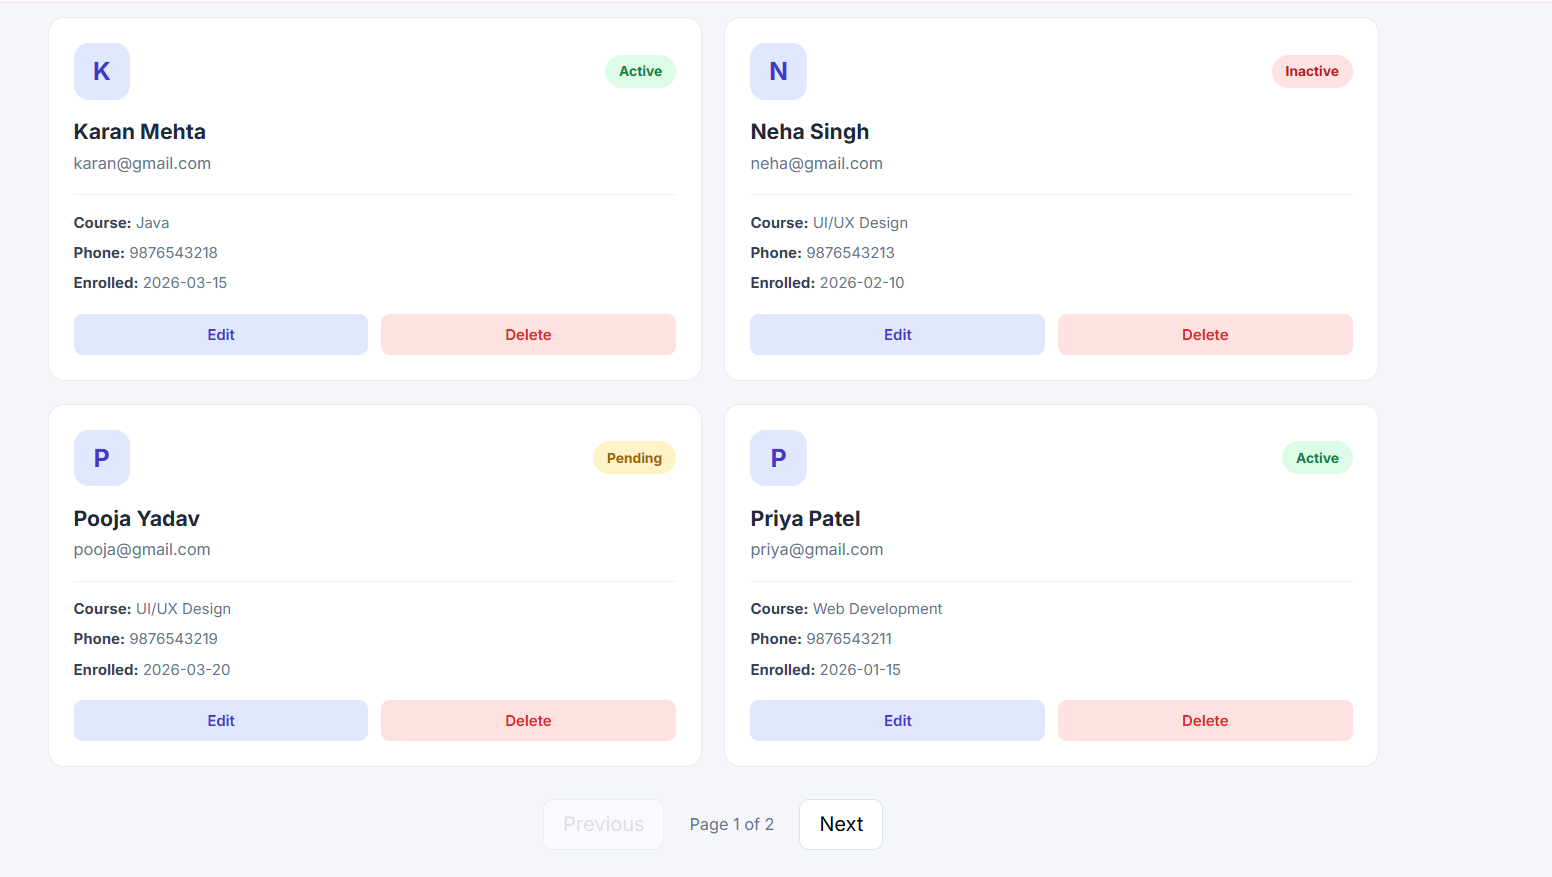 K
Active
Karan Mehta
karan@gmail.com
Course: Java
Phone: 9876543218
Enrolled: 2026-03-15
Edit
Delete
N
Inactive
Neha Singh
neha@gmail.com
Course: UI/UX Design
Phone: 9876543213
Enrolled: 2026-02-10
Edit
Delete
P
Pending
Pooja Yadav
pooja@gmail.com
Course: UI/UX Design
Phone: 9876543219
Enrolled: 2026-03-20
Edit
Delete
P
Active
Priya Patel
priya@gmail.com
Course: Web Development
Phone: 9876543211
Enrolled: 2026-01-15
Edit
Delete
Previous
Page 1 of 2
Next